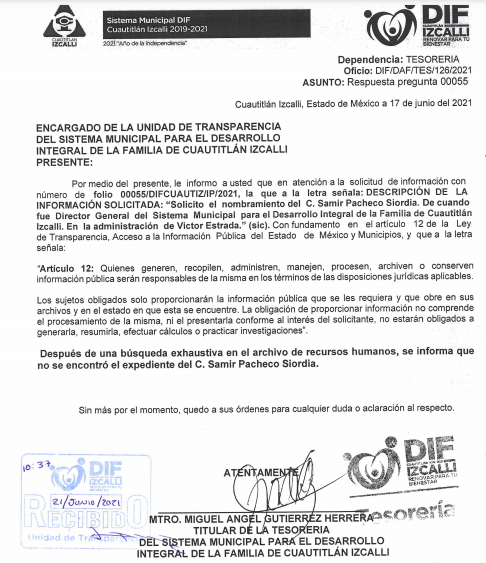 CUAUTITLÁN
IZCALLI
Sistema Municipal DIF
Cuautitlán Izcalli 2019-2021
2021. "Año de la Independencia"
DIF
CUAUTITLÁN IZCALLI
IZCALLI
RENOVAR PARA TU
BIENESTAR
Dependencia: TESORERIA
Oficio: DIF/DAF/TES/126/2021
ASUNTO: Respuesta pregunta 00055
Cuautitlán Izcalli, Estado de México a 17 de junio del 2021
ENCARGADO DE LA UNIDAD DE TRANSPARENCIA
DEL SISTEMA MUNICIPAL PARA EL DESARROLLO
INTEGRAL DE LA FAMILIA DE CUAUTITLÁN IZCALLI
PRESENTE:
Por medio del presente, le informo a usted que en atención a la solicitud de información con
número de folio 00055/DIFCUAUTIZ/IP/2021, la que a la letra señala: DESCRIPCIÓN DE LA
INFORMACIÓN SOLICITADA: "Solicito el nombramiento del C. Samir Pacheco Siordia. De cuando
fue Director General del Sistema Municipal para el Desarrollo Integral de la Familia de Cuautitlán
Izcalli. En la administración de Victor Estrada." (sic). Con fundamento en el artículo 12 de la Ley
de Transparencia, Acceso a la Información Pública del Estado de México y Municipios, y que a la letra
señala:
"Artículo 12: Quienes generen, recopilen, administren, manejen, procesen, archiven o conserven
información pública serán responsables de la misma en los términos de las disposiciones jurídicas aplicables.
Los sujetos obligados solo proporcionarán la información pública que se les requiera y que obre en sus
archivos y en el estado en que esta se encuentre. La obligación de proporcionar información no comprende
el procesamiento de la misma, ni el presentarla conforme al interés del solicitante, no estarán obligados a
generarla, resumirla, efectuar cálculos o practicar investigaciones".
Después de una búsqueda exhaustiva en el archivo de recursos humanos, se informa que
no se encontró el expediente del C. Samir Pacheco Siordia.
Sin más por el momento, quedo a sus órdenes para cualquier duda o aclaración al respecto.
10:37
DIF
IZCALLI
21/Junio/2021
RECIBIDO
Unidad de Transparencia
ATENTAMENTE
DIF
IZCALLI
RENOVAR PARA TU
BIENESTAR
Tesorería
MTRO. MIGUEL ANGEL GUTIERREZ HERRERA
TITULAR DE LA TESORERIA
DEL SISTEMA MUNICIPAL PARA EL DESARROLLO
INTEGRAL DE LA FAMILIA DE CUAUTITLÁN IZCALLI